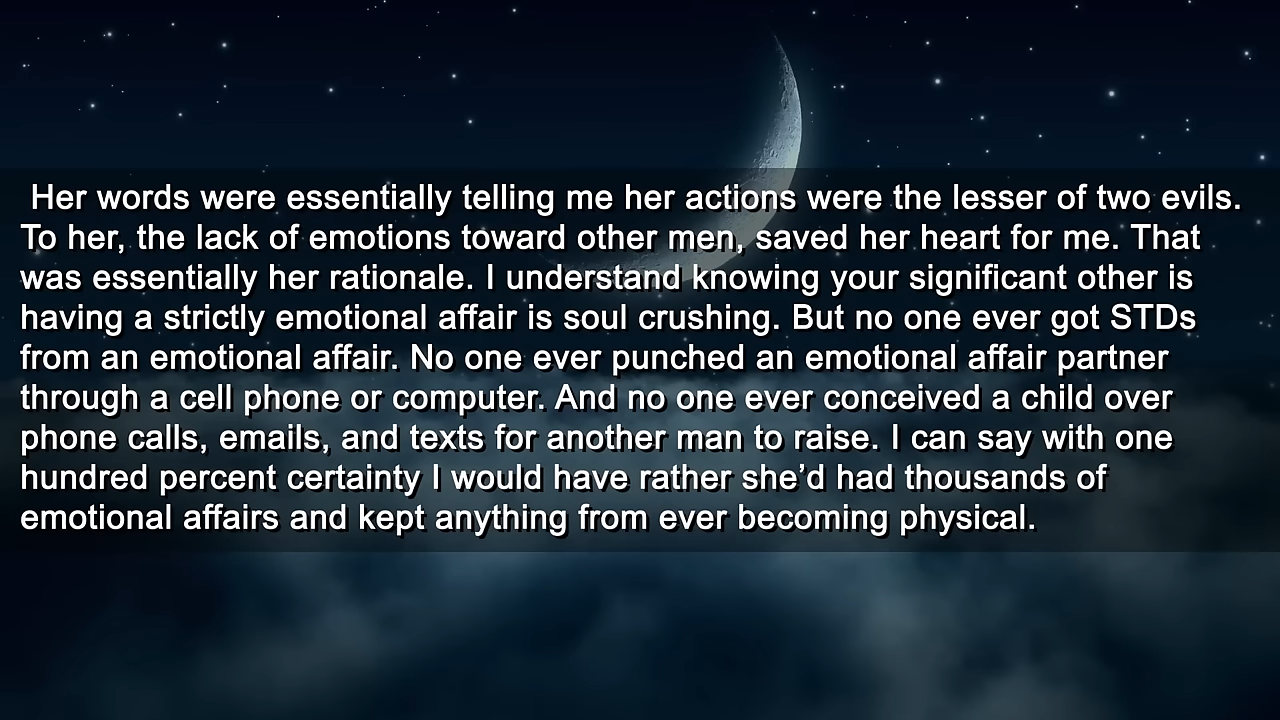 Her words were essentially telling me her actions were the lesser of two evils.
To her, the lack of emotions toward other men, saved her heart for me. That
was essentially her rationale. I understand knowing your significant other is
having a strictly emotional affair is soul crushing. But no one ever got STDs
from an emotional affair. No one ever punched an emotional affair partner
through a cell phone or computer. And no one ever conceived a child over
phone calls, emails, and texts for another man to raise. I can say with one
hundred percent certainty I would have rather she’d had thousands of
emotional affairs and kept anything from ever becoming physical.